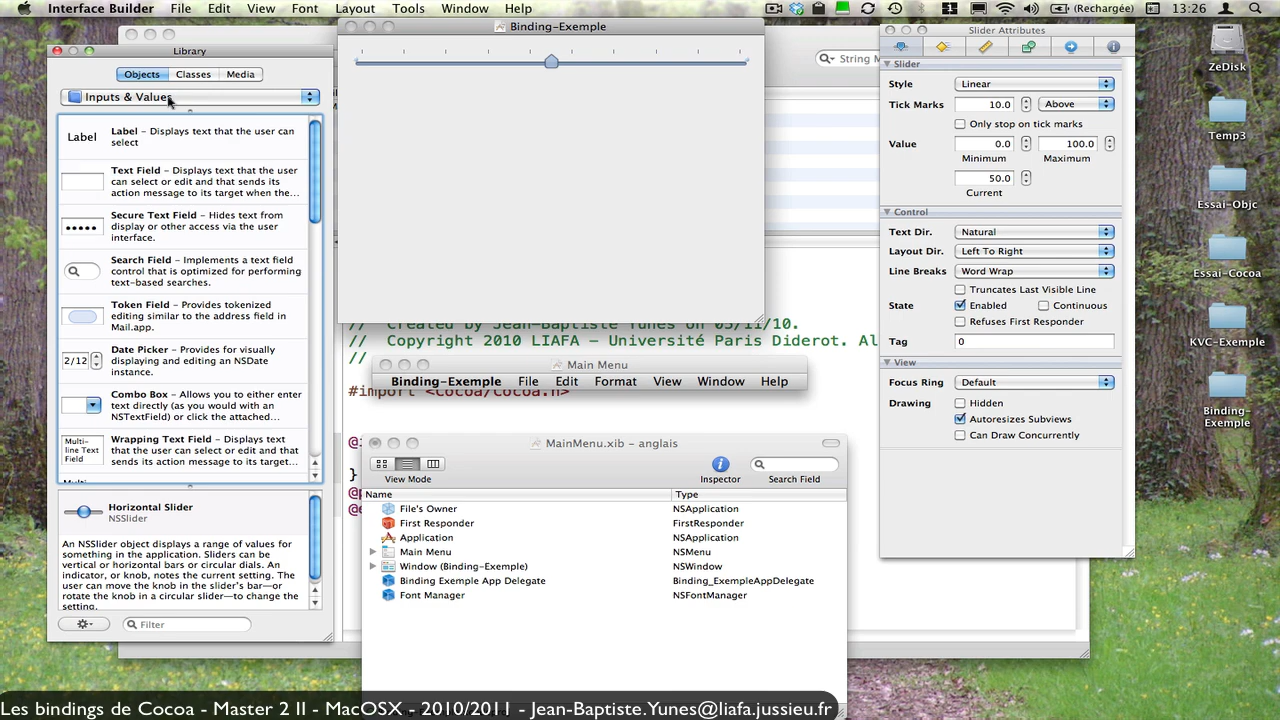 Interface Builder File Edit View Font Layout Tools Window Help (Rechargée) 13:26
Library
Objects Classes Media
Inputs & Values
Label
Label – Displays text that the user can
select
Text Field – Displays text that the user
can select or edit and that sends its
action message to its target when the...
Secure Text Field – Hides text from
display or other access via the user
interface.
Search Field – Implements a text field
control that is optimized for performing
text-based searches.
Token Field – Provides tokenized
editing similar to the address field in
Mail.app.
2/12
Date Picker – Provides for visually
displaying and editing an NSDate
instance.
Combo Box – Allows you to either enter
text directly (as you would with an
NSTextField) or click the attached...
Multi-
line Text
Field
Wrapping Text Field – Displays text
that the user can select or edit and that
sends its action message to its target...
Horizontal Slider
NSSlider
An NSSlider object displays a range of values for
something in the application. Sliders can be
vertical or horizontal bars or circular dials. An
indicator, or knob, notes the current setting. The
user can move the knob in the slider's bar—or
rotate the knob in a circular slider—to change the
setting.
Filter
Binding-Exemple
String M
// Created by Jean-Baptiste Yunès on 05/11/10.
// Copyright 2010 LIAFA – Université Paris Diderot. Al
//
#import <Cocoa/Cocoa.h>
@i
}
@p
@e
Main Menu
Binding-Exemple File Edit Format View Window Help
MainMenu.xib – anglais
View Mode Inspector Search Field
Name Type
File's Owner NSApplication
First Responder FirstResponder
Application NSApplication
Main Menu NSMenu
Window (Binding-Exemple) NSWindow
Binding Exemple App Delegate Binding_ExempleAppDelegate
Font Manager NSFontManager
Slider Attributes
Slider
Style Linear
Tick Marks 10.0 Above
Only stop on tick marks
Value 0.0 100.0
Minimum Maximum
50.0
Current
Control
Text Dir. Natural
Layout Dir. Left To Right
Line Breaks Word Wrap
Truncates Last Visible Line
State Enabled Continuous
Refuses First Responder
Tag 0
View
Focus Ring Default
Drawing Hidden
Autoresizes Subviews
Can Draw Concurrently
ZeDisk
Temp3
Essai-Objc
Essai-Cocoa
KVC-Exemple
Binding-
Exemple
Les bindings de Cocoa - Master 2 II - MacOSX - 2010/2011 - Jean-Baptiste.Yunes@liafa.jussieu.fr